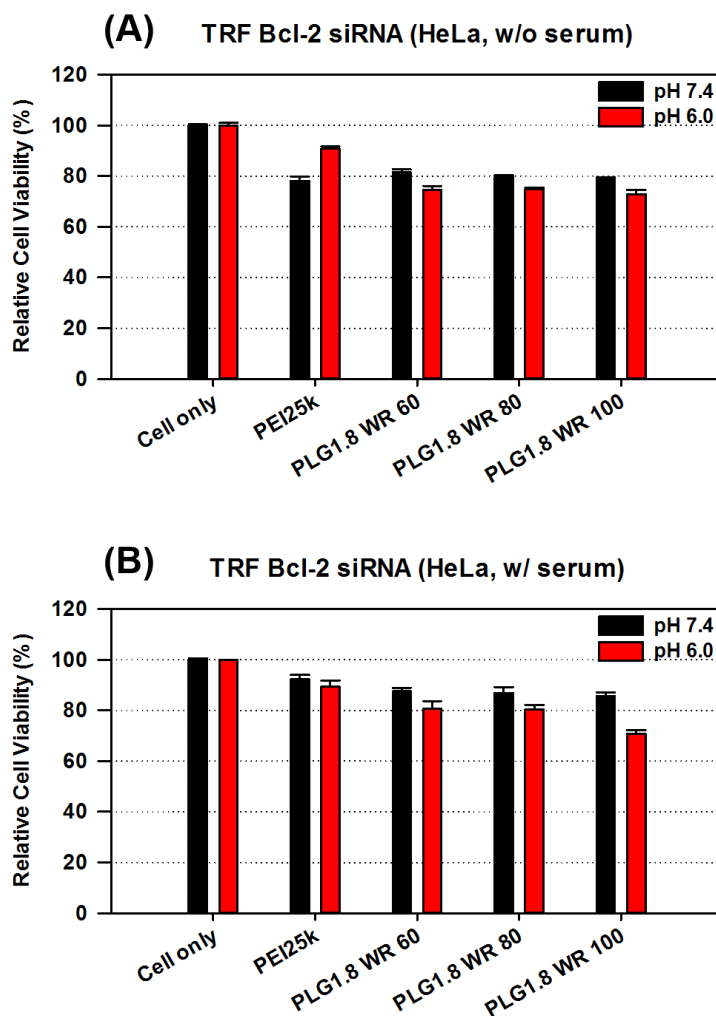 (A) TRF Bcl-2 siRNA (HeLa, w/o serum)
Relative Cell Viability (%)
120
100
80
60
40
20
0
pH 7.4
pH 6.0
Cell only
PEI25k
PLG1.8 WR 60
PLG1.8 WR 80
PLG1.8 WR 100
(B) TRF Bcl-2 siRNA (HeLa, w/ serum)
Relative Cell Viability (%)
120
100
80
60
40
20
0
pH 7.4
pH 6.0
Cell only
PEI25k
PLG1.8 WR 60
PLG1.8 WR 80
PLG1.8 WR 100